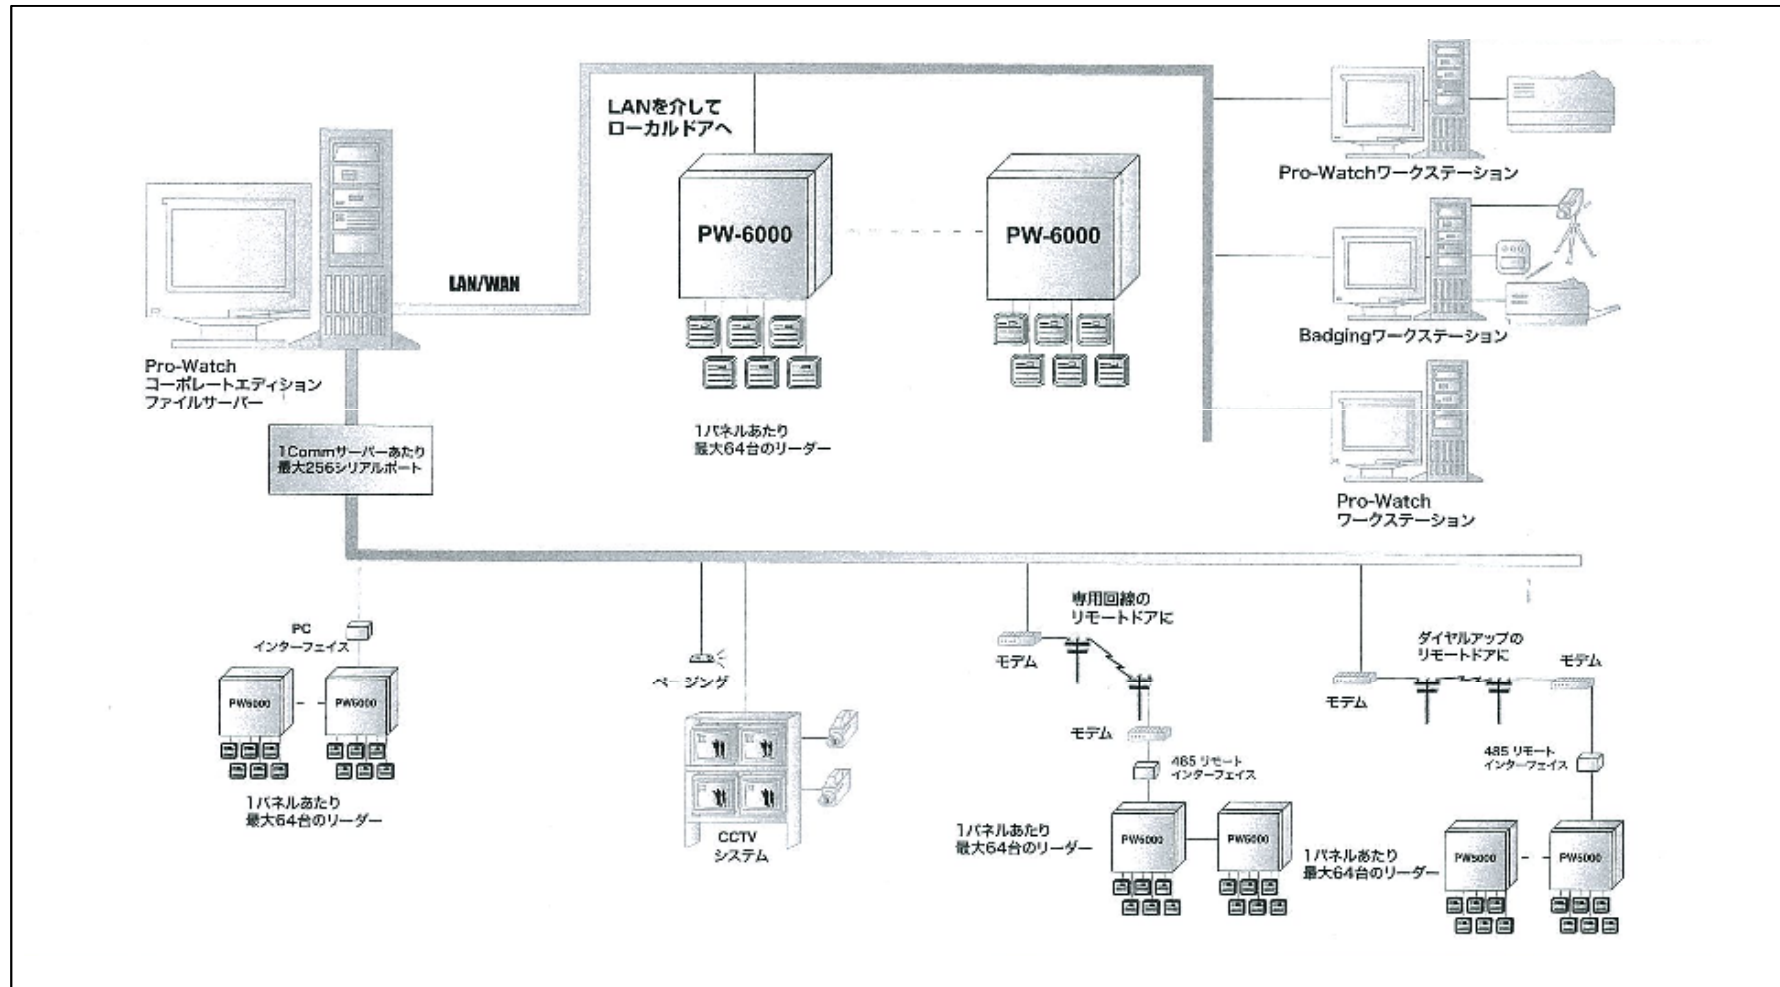 LANを介して
ローカルドアへ
PW-6000
PW-6000
LAN/WAN
Pro-Watch
コーポレートエディション
ファイルサーバー
1パネルあたり
最大64台のリーダー
Pro-Watchワークステーション
Badgingワークステーション
Pro-Watch
ワークステーション
1Commサーバーあたり
最大256シリアルポート
PC
インターフェイス
PW6000
PW6000
1パネルあたり
最大64台のリーダー
ページング
CCTV
システム
専用回線の
リモートドアに
モデム
モデム
485 リモート
インターフェイス
1パネルあたり
最大64台のリーダー
PW6000
PW6000
ダイヤルアップの
リモートドアに
モデム
モデム
485 リモート
インターフェイス
1パネルあたり
最大64台のリーダー
PW5000
PW5000